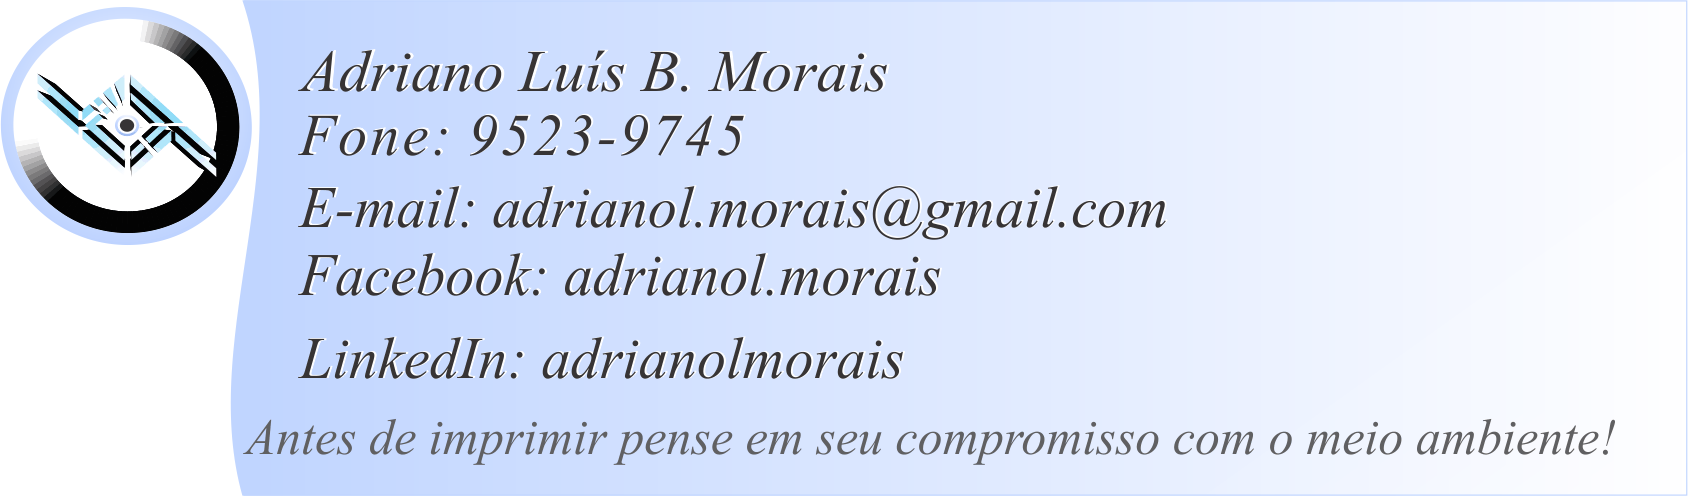 Adriano Luís B. Morais
Fone: 9523-9745
E-mail: adrianol.morais@gmail.com
Facebook: adrianol.morais
LinkedIn: adrianolmorais
Antes de imprimir pense em seu compromisso com o meio ambiente!